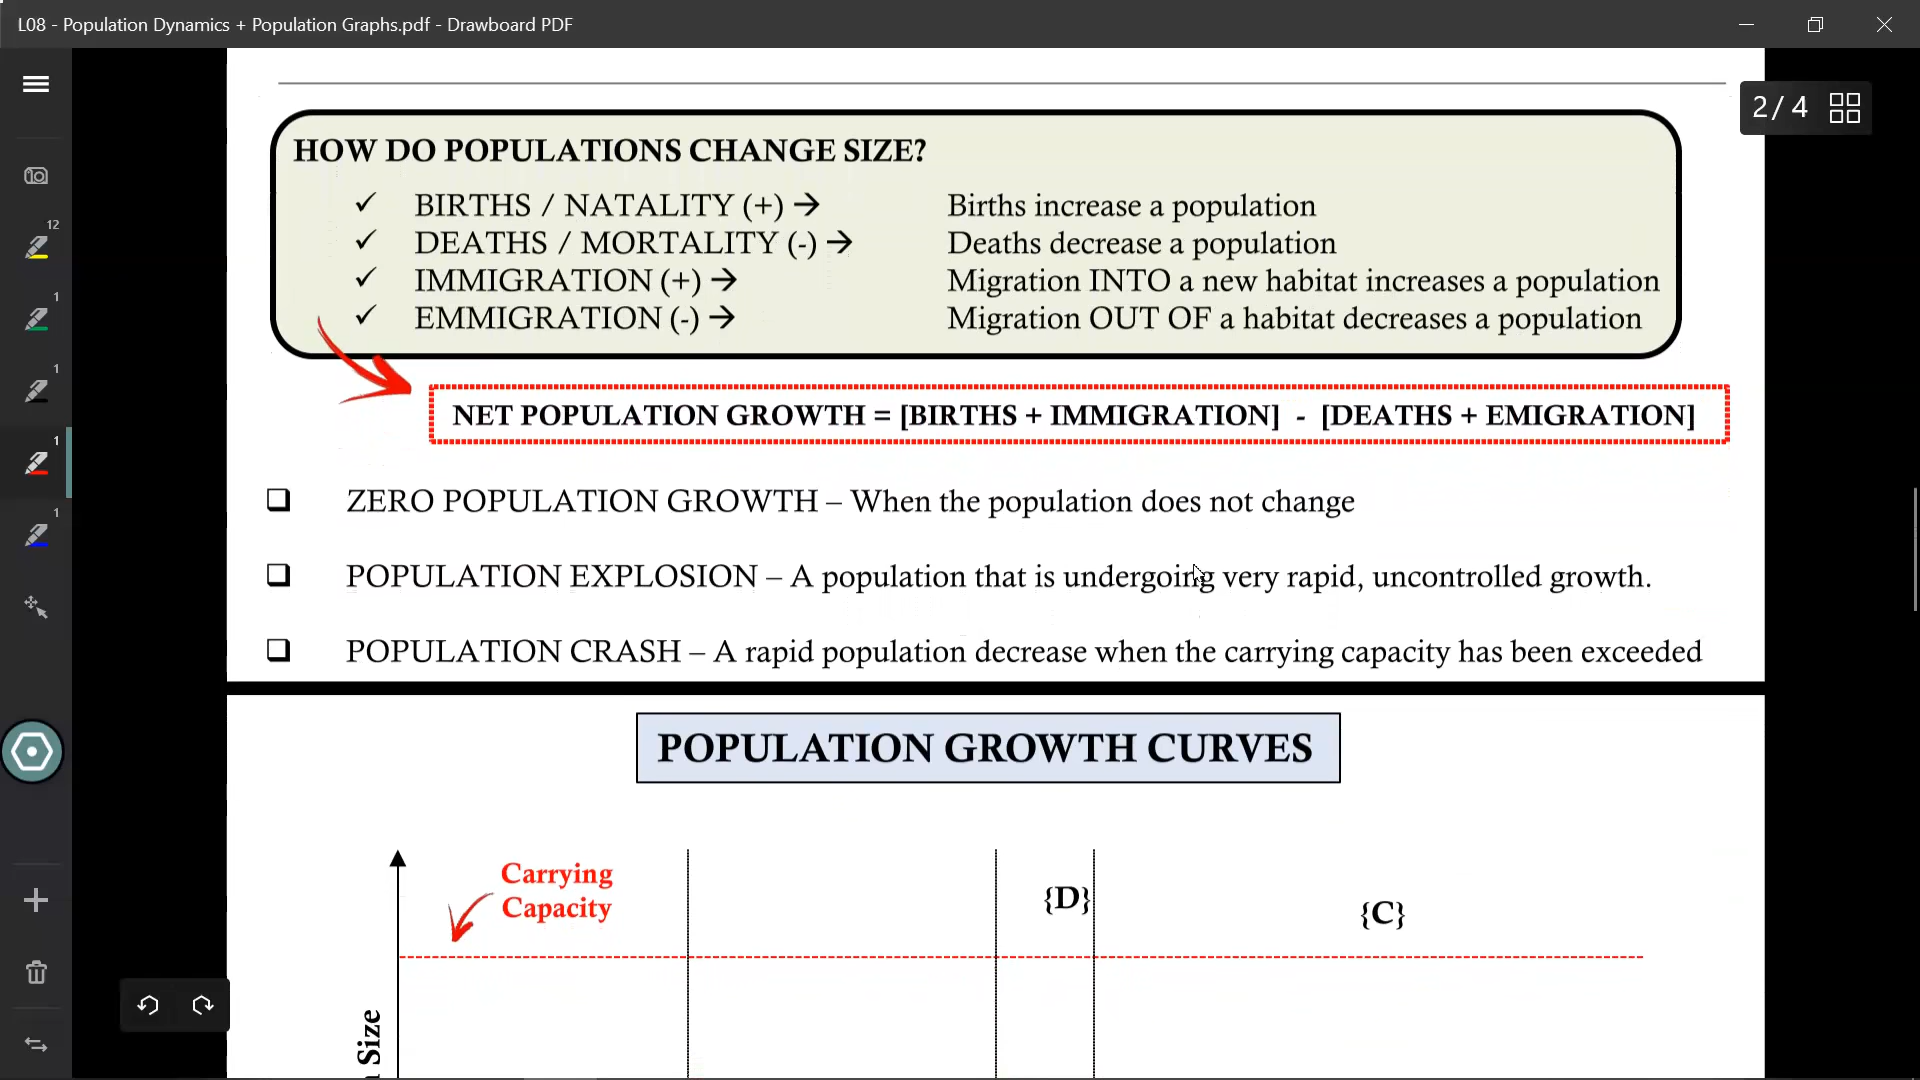 L08 - Population Dynamics + Population Graphs.pdf - Drawboard PDF
2 / 4
HOW DO POPULATIONS CHANGE SIZE?
✓ BIRTHS / NATALITY (+) → Births increase a population
✓ DEATHS / MORTALITY (-) → Deaths decrease a population
✓ IMMIGRATION (+) → Migration INTO a new habitat increases a population
✓ EMMIGRATION (-) → Migration OUT OF a habitat decreases a population
NET POPULATION GROWTH = [BIRTHS + IMMIGRATION] - [DEATHS + EMIGRATION]
❑ ZERO POPULATION GROWTH – When the population does not change
❑ POPULATION EXPLOSION – A population that is undergoing very rapid, uncontrolled growth.
❑ POPULATION CRASH – A rapid population decrease when the carrying capacity has been exceeded
POPULATION GROWTH CURVES
Carrying
Capacity
{D}
{C}
Size
12
1
1
1
1